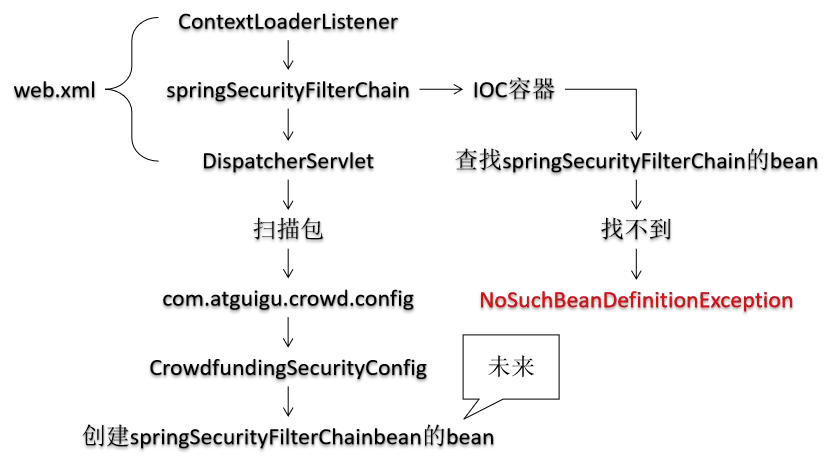 ContextLoaderListener
web.xml
springSecurityFilterChain
IOC容器
DispatcherServlet
查找springSecurityFilterChain的bean
扫描包
找不到
com.atguigu.crowd.config
NoSuchBeanDefinitionException
CrowdfundingSecurityConfig
未来
创建springSecurityFilterChainbean的bean